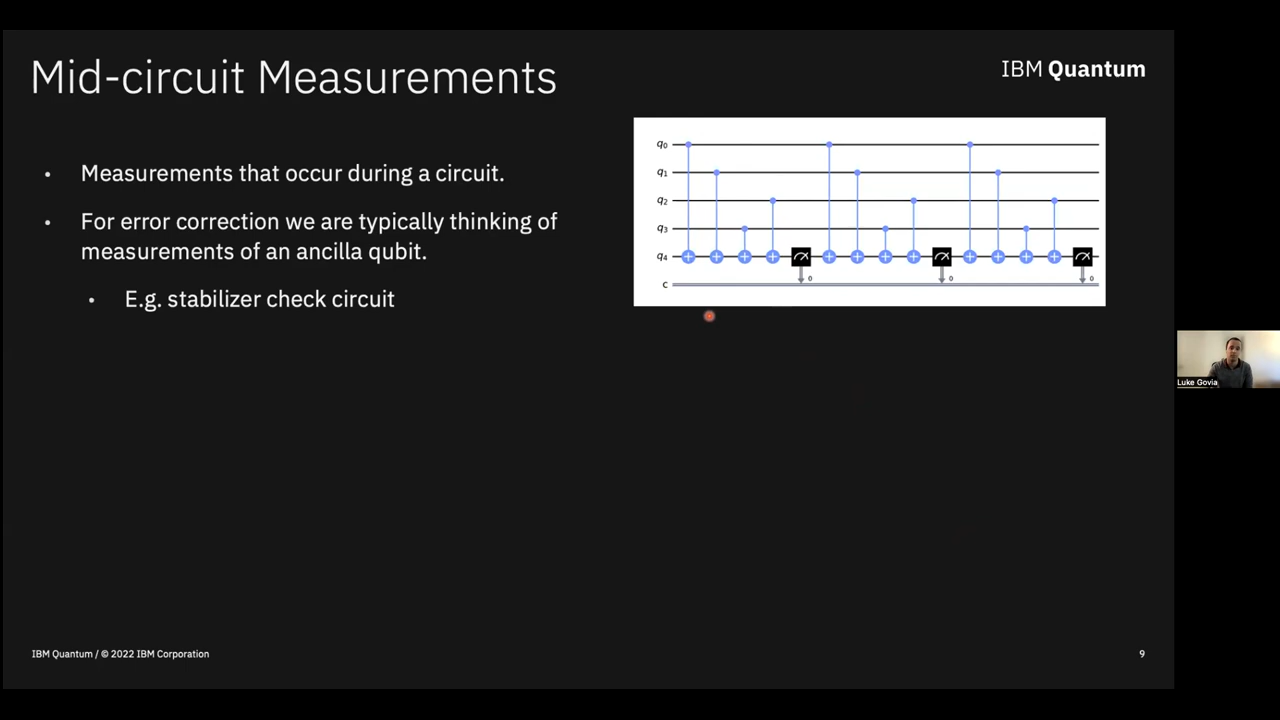 Mid-circuit Measurements
IBM Quantum
• Measurements that occur during a circuit.
• For error correction we are typically thinking of
measurements of an ancilla qubit.
• E.g. stabilizer check circuit
q0
q1
q2
q3
q4
c
0
0
0
Luke Govia
IBM Quantum / © 2022 IBM Corporation
9